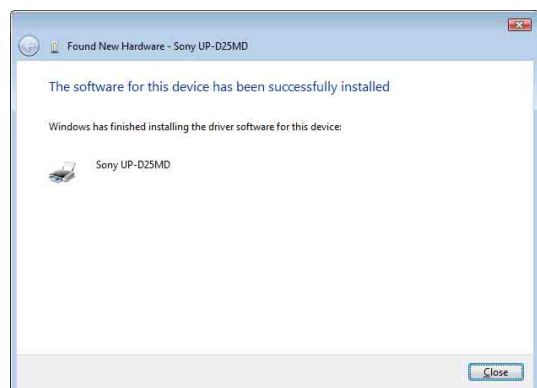 Found New Hardware - Sony UP-D25MD
The software for this device has been successfully installed
Windows has finished installing the driver software for this device:
Sony UP-D25MD
Close